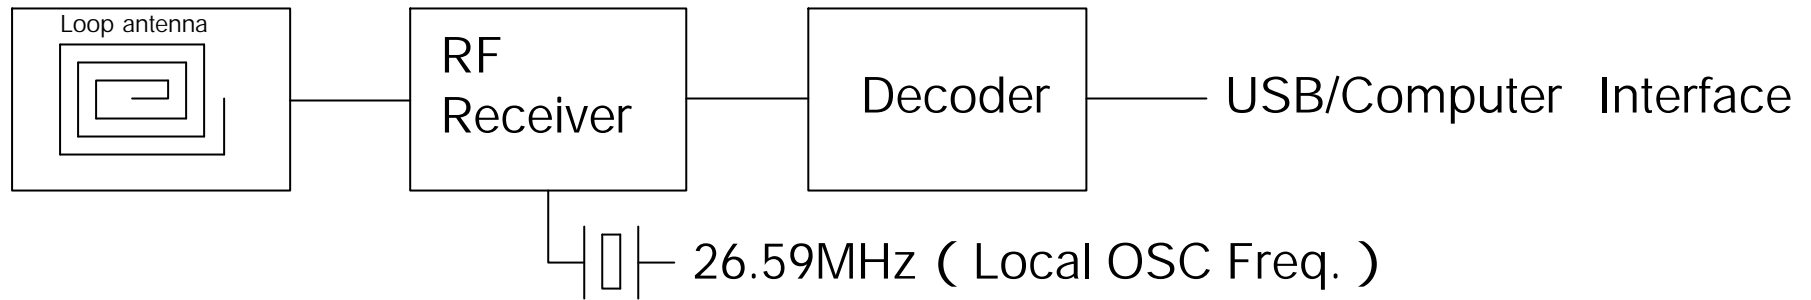 Loop antenna
RF
Receiver
Decoder
USB/Computer Interface
26.59MHz ( Local OSC Freq. )